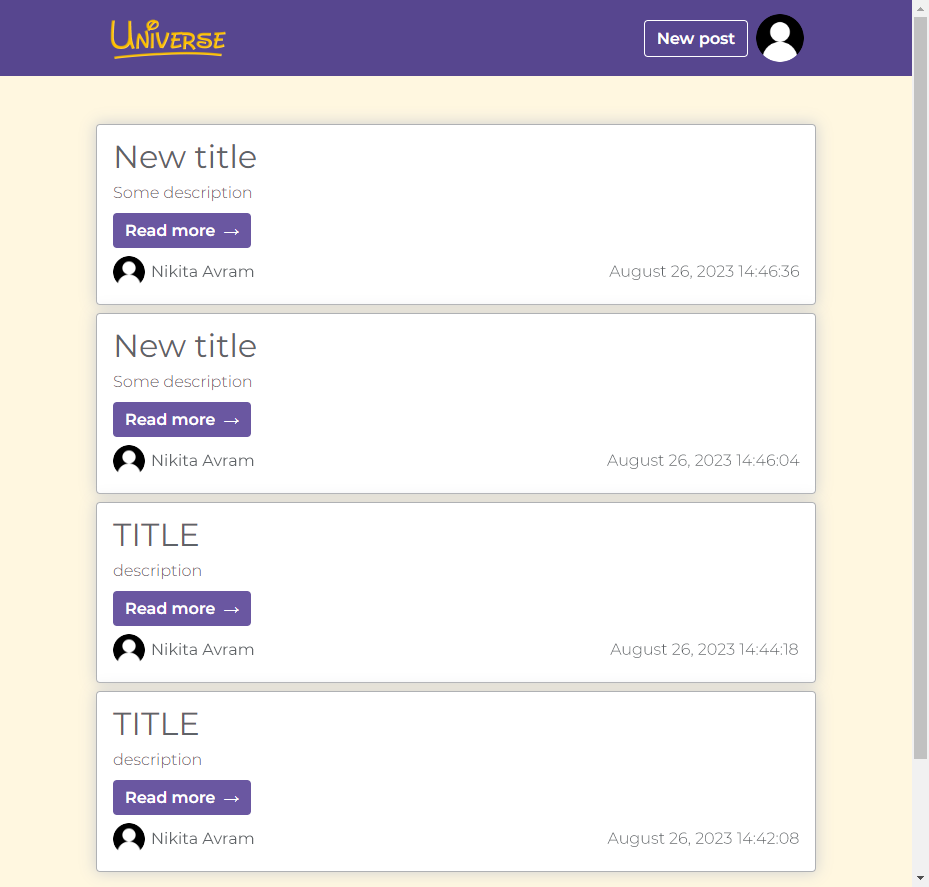 UNIVERSE
New post
New title
Some description
Read more →
Nikita Avram August 26, 2023 14:46:36
New title
Some description
Read more →
Nikita Avram August 26, 2023 14:46:04
TITLE
description
Read more →
Nikita Avram August 26, 2023 14:44:18
TITLE
description
Read more →
Nikita Avram August 26, 2023 14:42:08